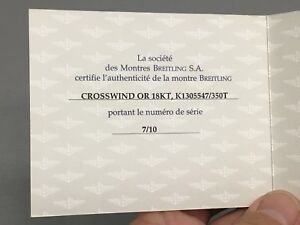 La société
des Montres BREITLING S.A.
certifie l'authenticité de la montre BREITLING
CROSSWIND OR 18KT, K1305547/350T
portant le numéro de série
7/10